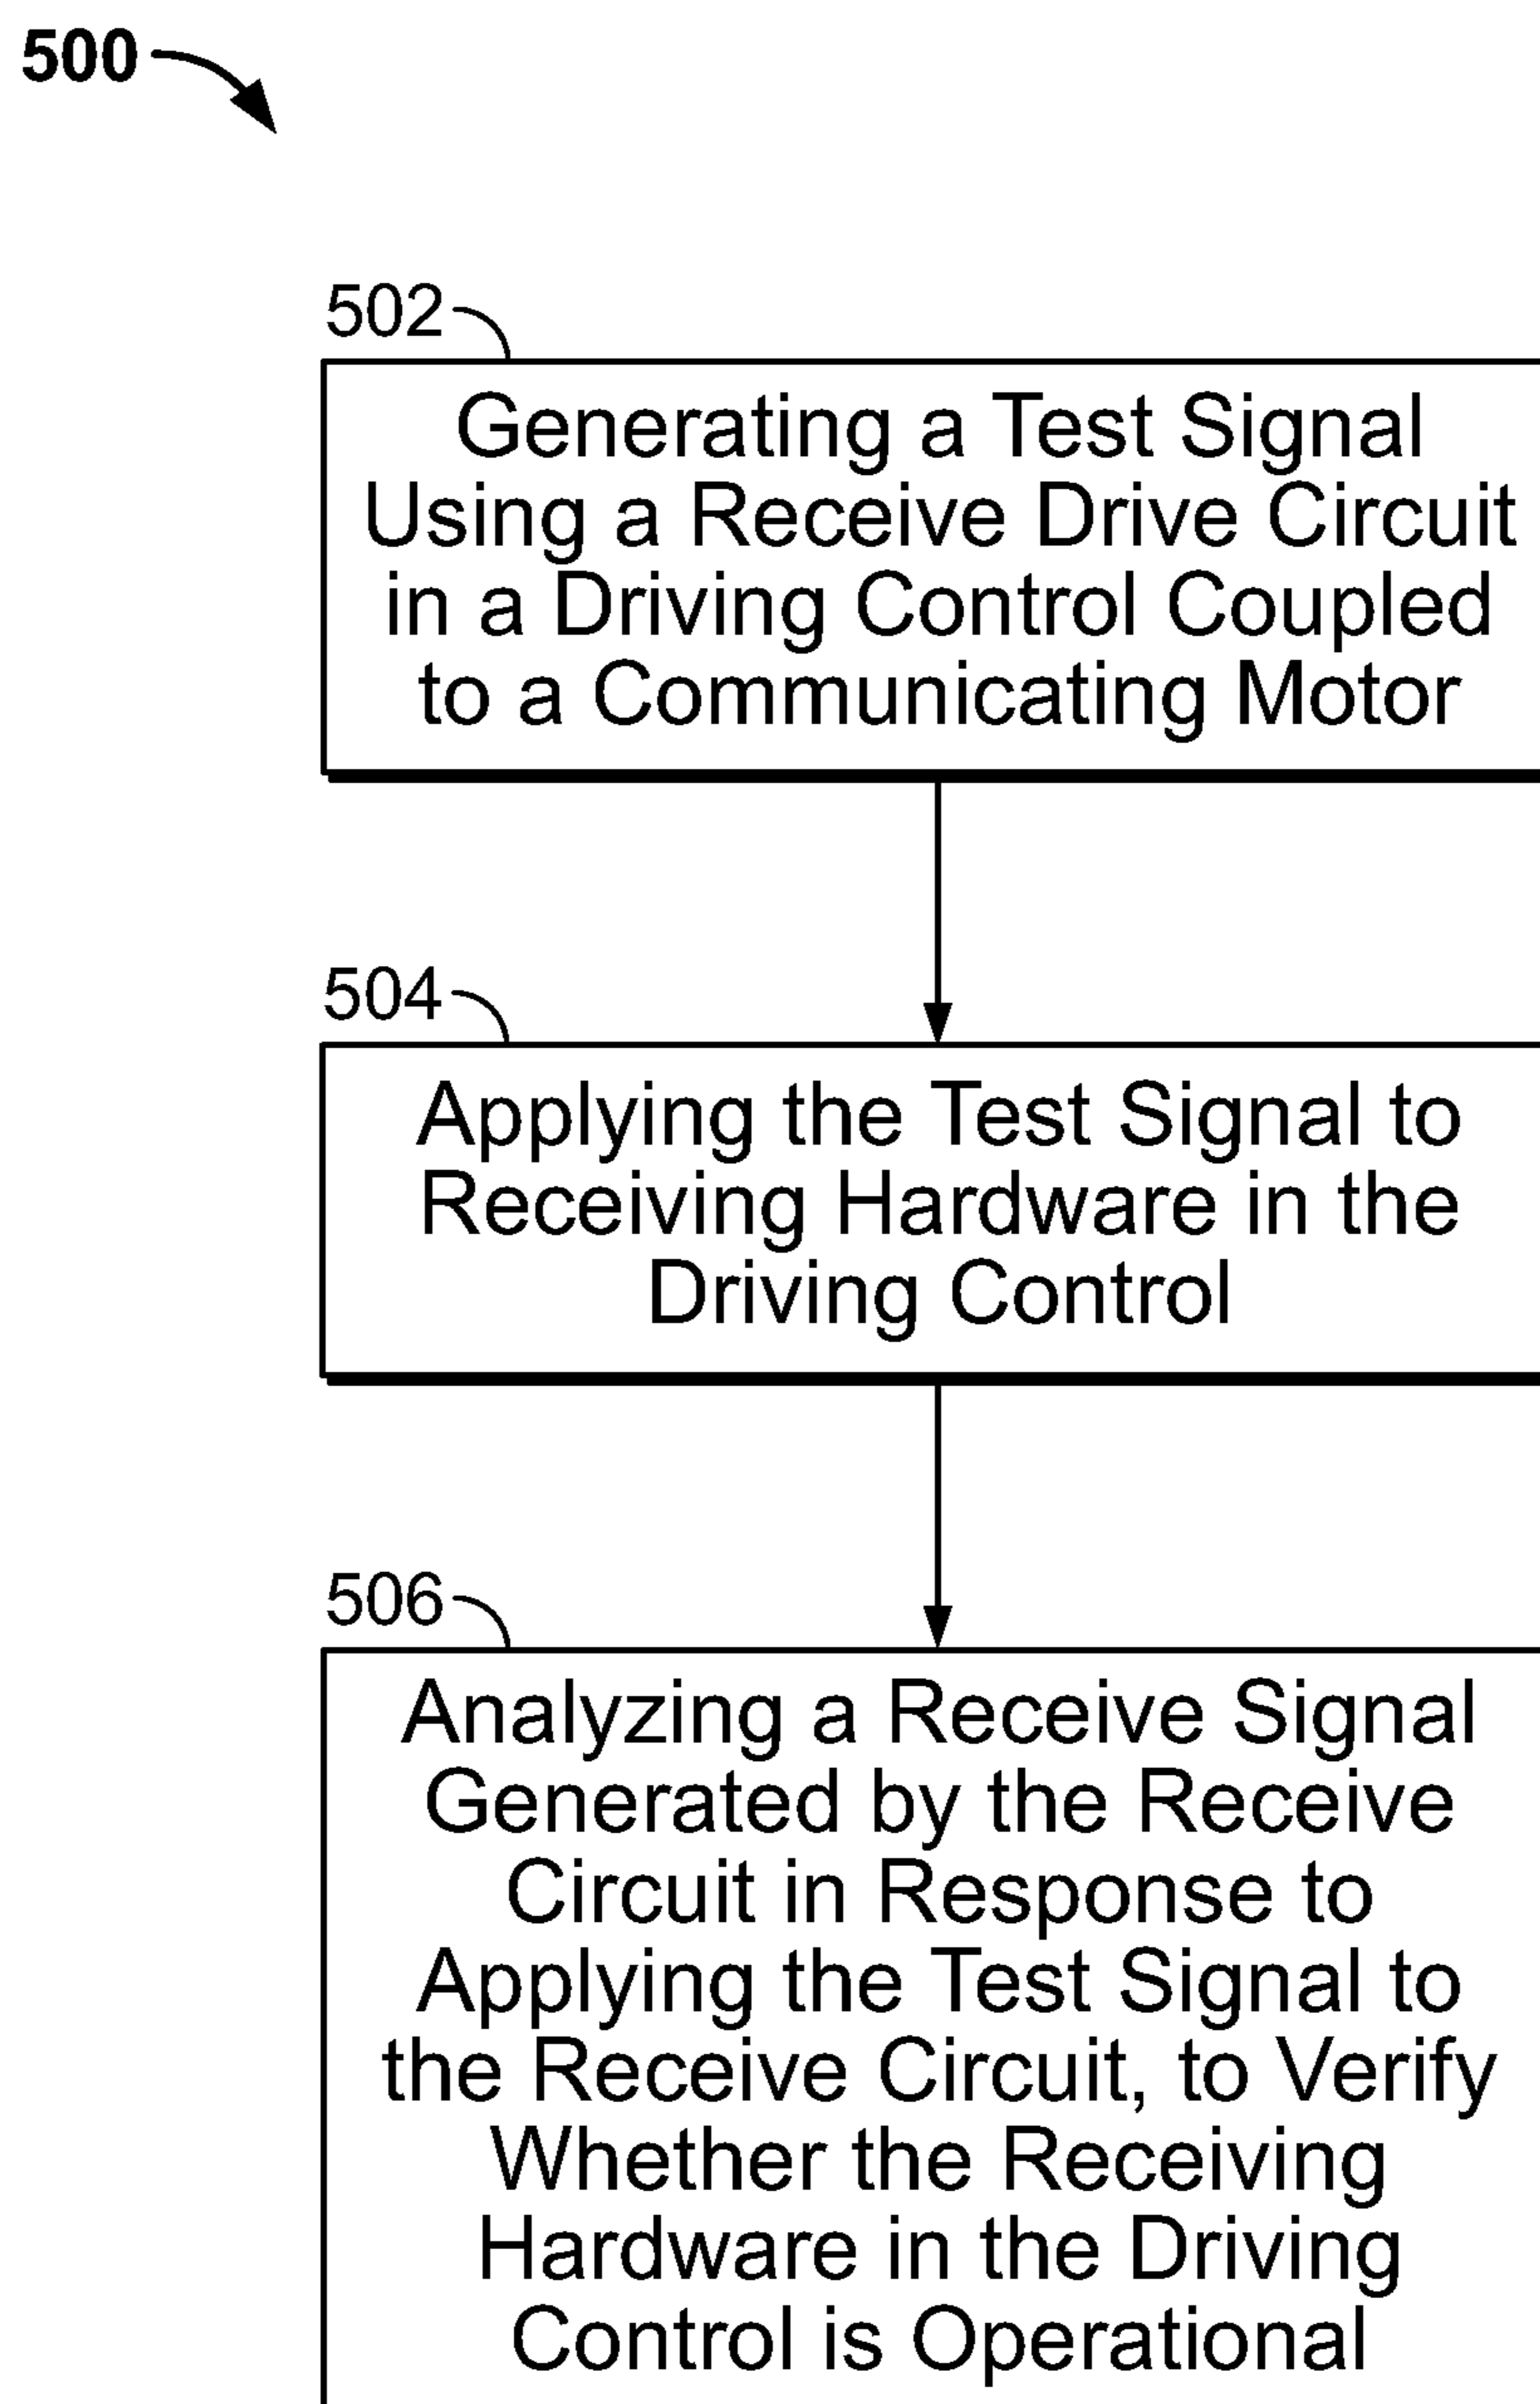 500
502
Generating a Test Signal
Using a Receive Drive Circuit
in a Driving Control Coupled
to a Communicating Motor
504
Applying the Test Signal to
Receiving Hardware in the
Driving Control
506
Analyzing a Receive Signal
Generated by the Receive
Circuit in Response to
Applying the Test Signal to
the Receive Circuit, to Verify
Whether the Receiving
Hardware in the Driving
Control is Operational